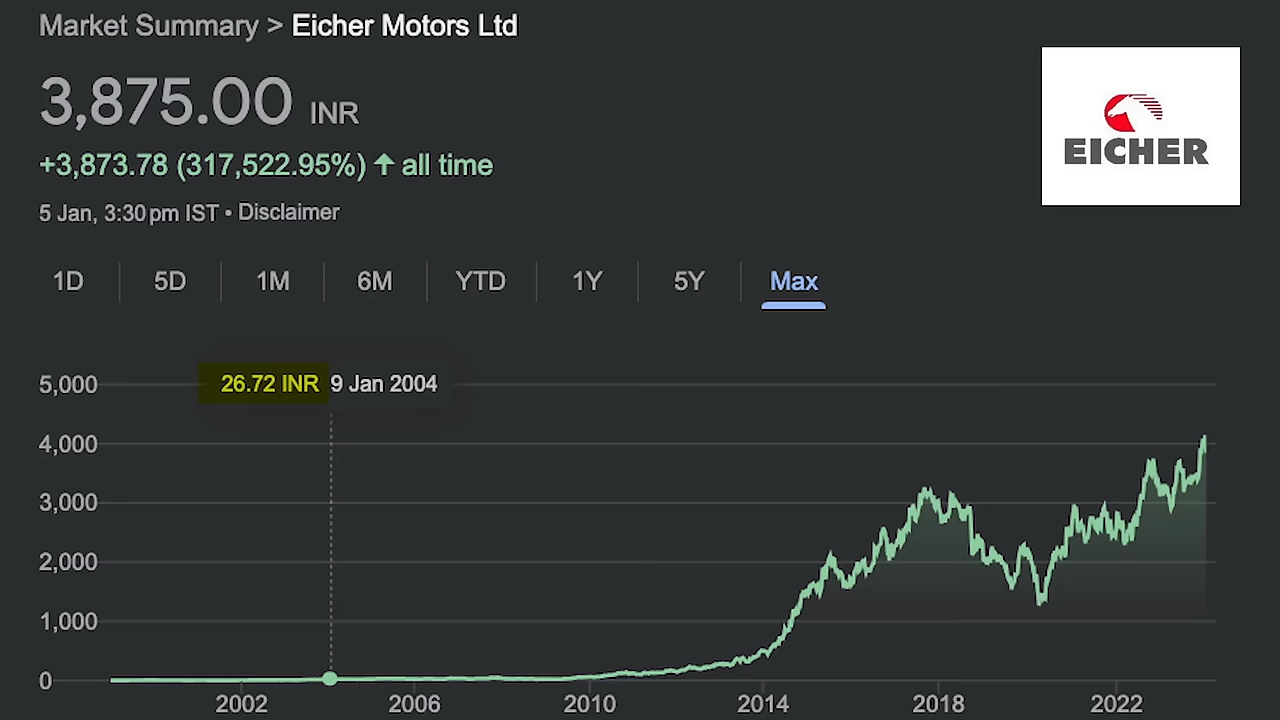 Market Summary > Eicher Motors Ltd
3,875.00 INR
+3,873.78 (317,522.95%) ↑ all time
5 Jan, 3:30 pm IST • Disclaimer
EICHER
1D 5D 1M 6M YTD 1Y 5Y Max
26.72 INR 9 Jan 2004
5,000
4,000
3,000
2,000
1,000
0
2002 2006 2010 2014 2018 2022